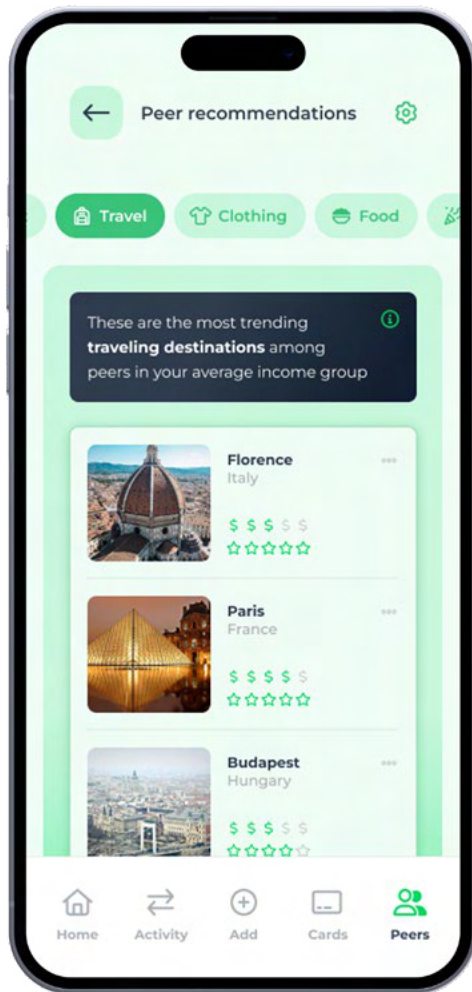 Peer recommendations
Travel
Clothing
Food
These are the most trending
traveling destinations among
peers in your average income group
Florence
Italy
$ $ $ $ $
Paris
France
$ $ $ $ $
Budapest
Hungary
$ $ $ $ $
Home
Activity
Add
Cards
Peers